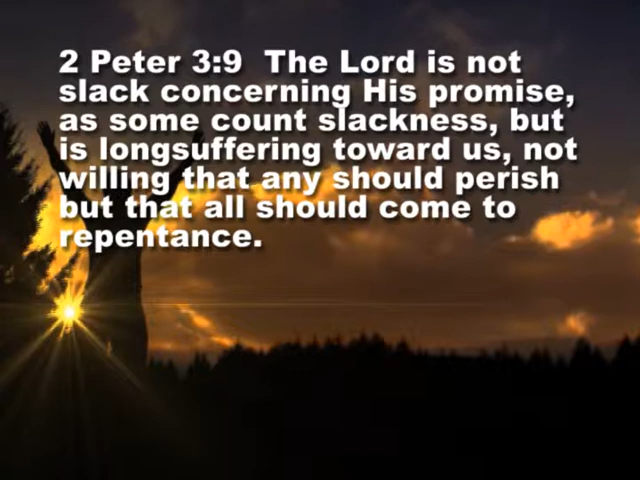 2 Peter 3:9  The Lord is not
slack concerning His promise,
as some count slackness, but
is longsuffering toward us, not
willing that any should perish
but that all should come to
repentance.